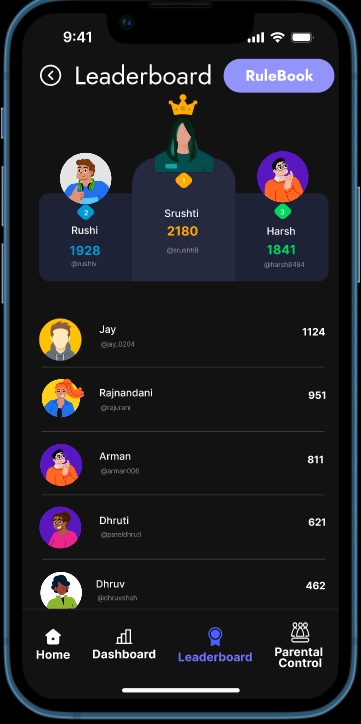 9:41
Leaderboard
RuleBook
1
Srushti
2180
@srushti8
2
Rushi
1928
@rushiv
3
Harsh
1841
@harsh8484
Jay
1124
@jay_0204
Rajnandani
951
@rajurani
Arman
811
@arman006
Dhruti
621
@pateldhruti
Dhruv
462
@dhruvshah
Home
Dashboard
Leaderboard
Parental
Control